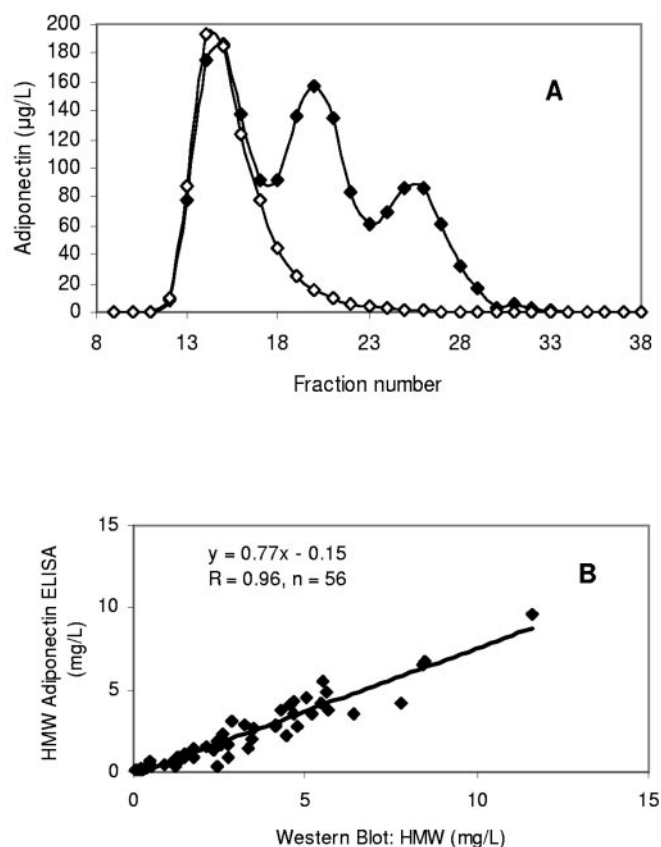 A
Adiponectin (µg/L)
200
180
160
140
120
100
80
60
40
20
0
8 13 18 23 28 33 38
Fraction number
B
y = 0.77x - 0.15
R = 0.96, n = 56
HMW Adiponectin ELISA
(mg/L)
15
10
5
0
0 5 10 15
Western Blot: HMW (mg/L)